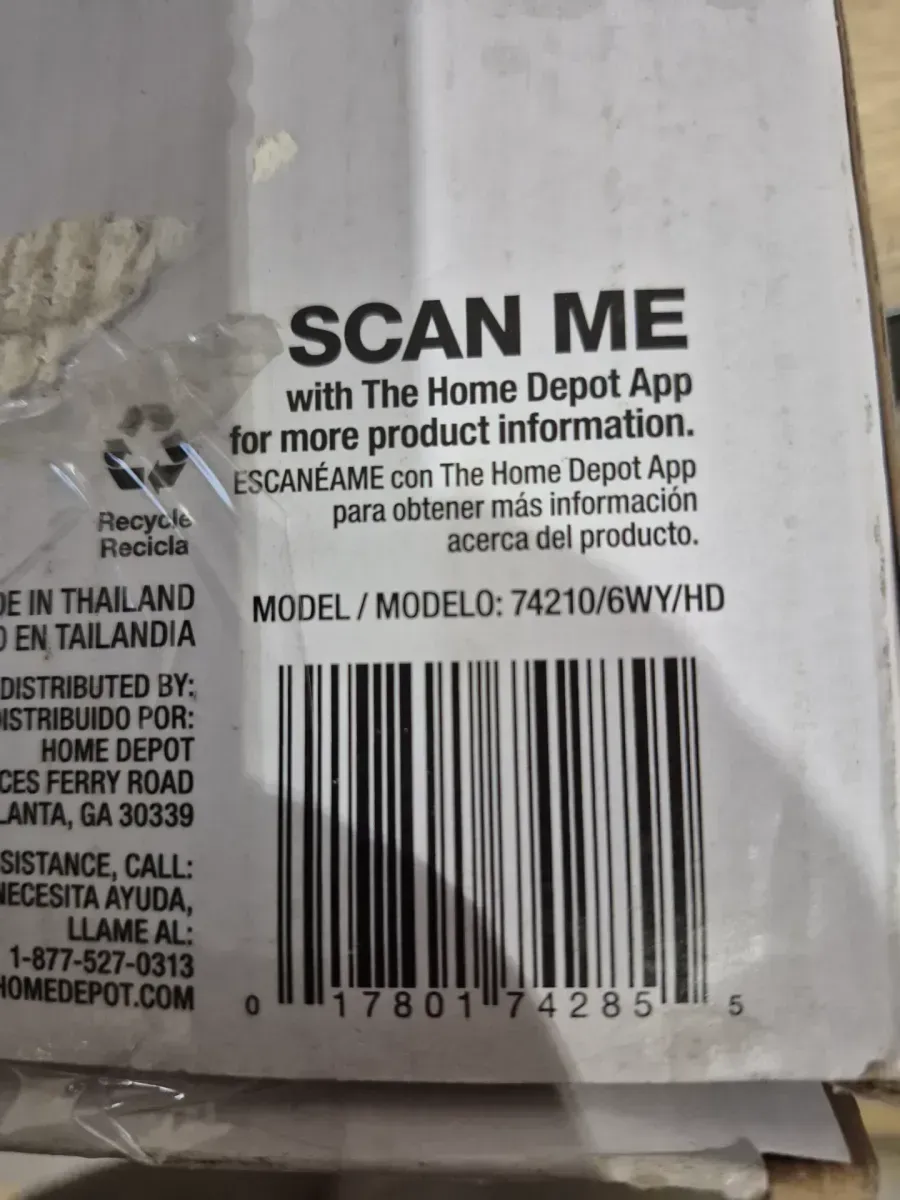 SCAN ME
with The Home Depot App
for more product information.
ESCANÉAME con The Home Depot App
para obtener más información
acerca del producto.
Recycle
Recicla
DE IN THAILAND
O EN TAILANDIA
MODEL / MODELO: 74210/6WY/HD
DISTRIBUTED BY:
ISTRIBUIDO POR:
HOME DEPOT
CES FERRY ROAD
LANTA, GA 30339
SISTANCE, CALL:
NECESITA AYUDA,
LLAME AL:
1-877-527-0313
HOMEDEPOT.COM
0 17801 74285 5